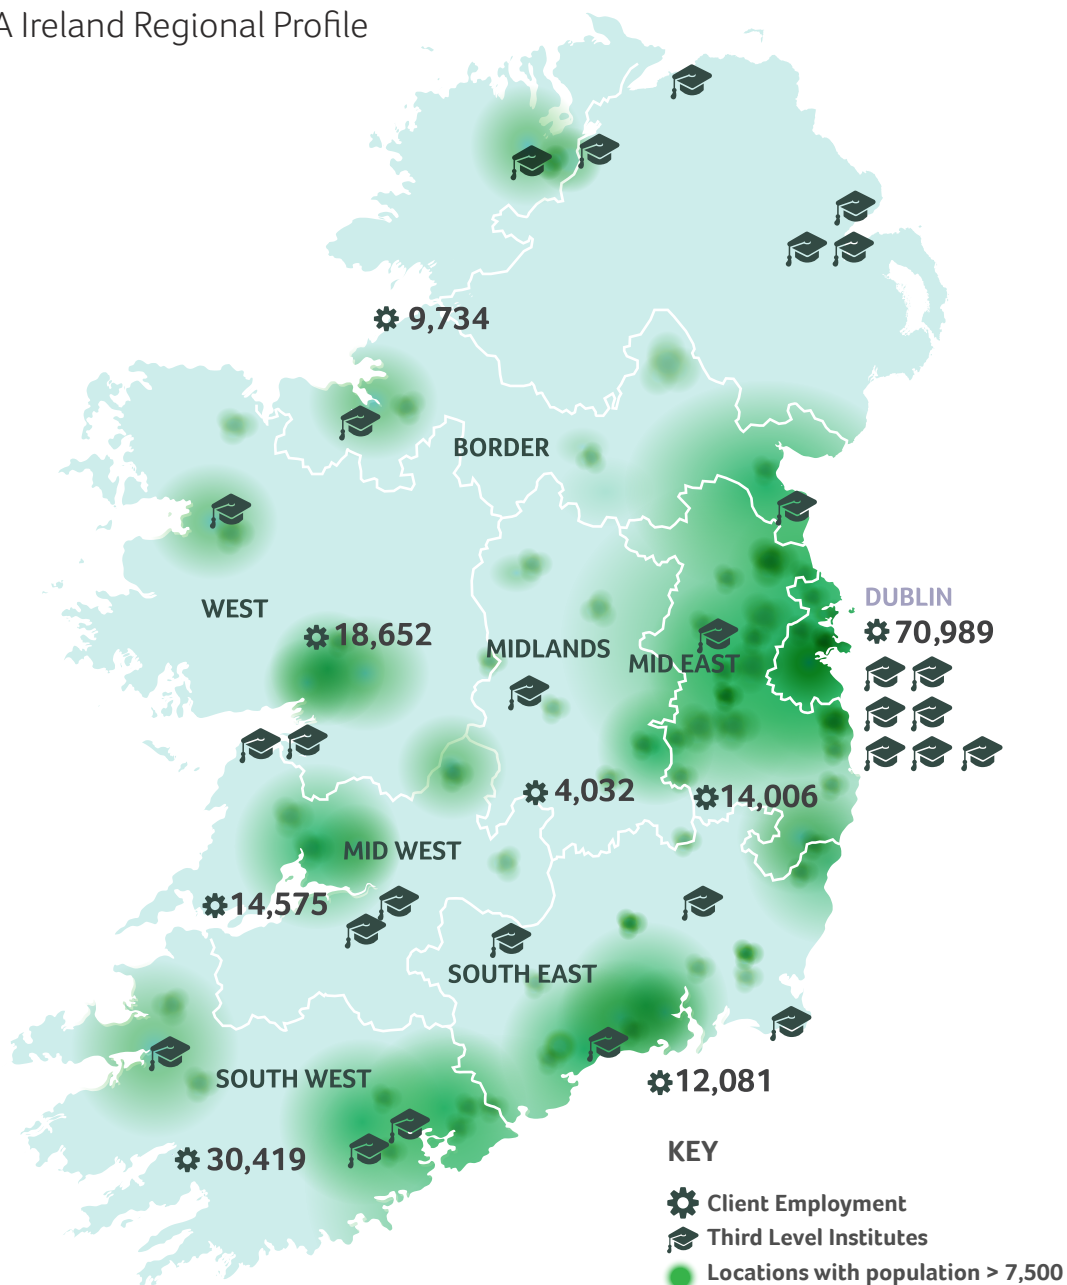 A Ireland Regional Profile
9,734
BORDER
DUBLIN
WEST
70,989
18,652
MIDLANDS
MID EAST
4,032
14,006
MID WEST
14,575
SOUTH EAST
SOUTH WEST
12,081
30,419
KEY
Client Employment
Third Level Institutes
Locations with population > 7,500